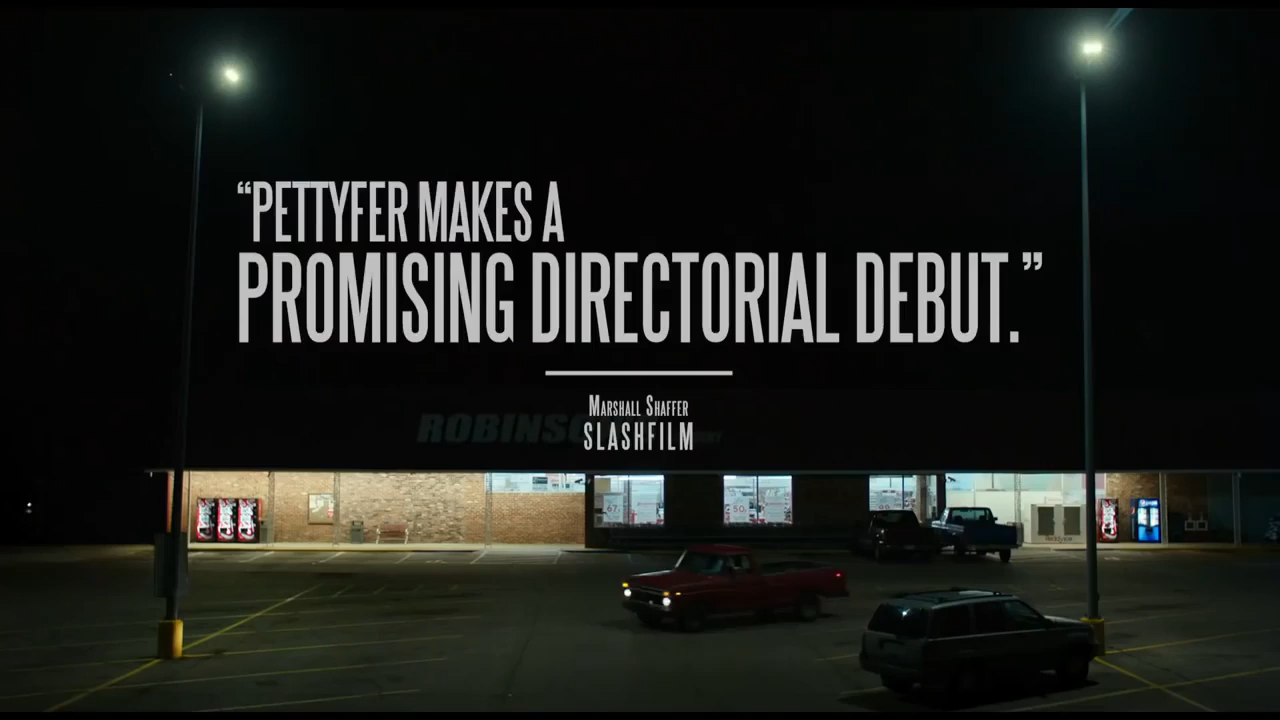 “PETTYFER MAKES A
PROMISING DIRECTORIAL DEBUT.”
MARSHALL SHAFFER
SLASHFILM